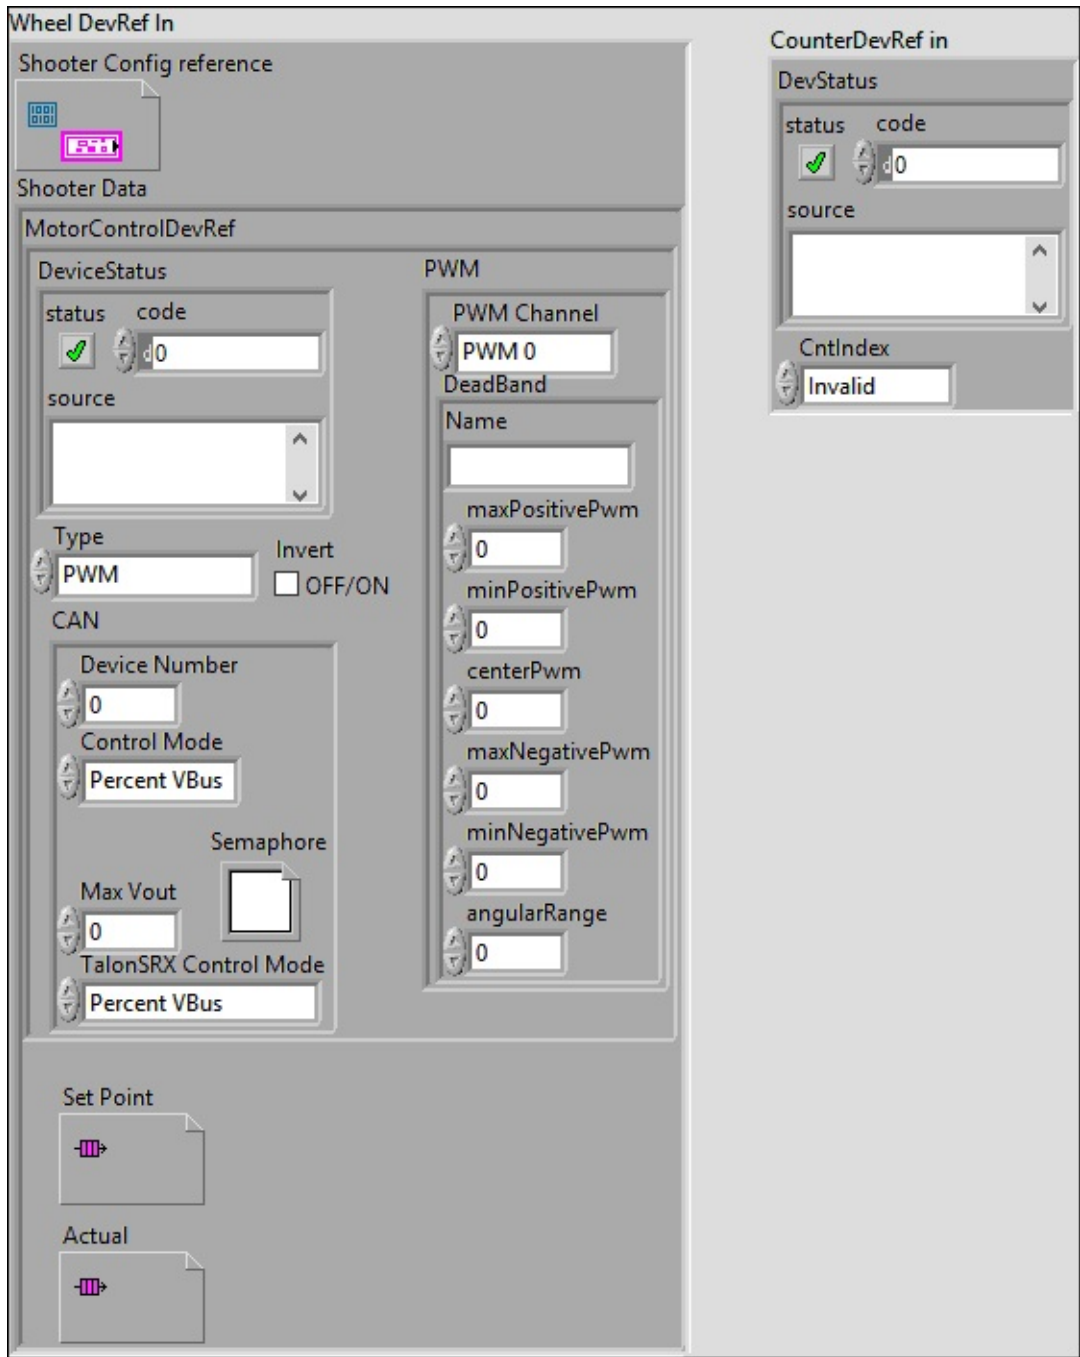 Wheel DevRef In
Shooter Config reference
Shooter Data
MotorControlDevRef
DeviceStatus
status code
d 0
source
Type
PWM
Invert
OFF/ON
CAN
Device Number
0
Control Mode
Percent VBus
Semaphore
Max Vout
0
TalonSRX Control Mode
Percent VBus
PWM
PWM Channel
PWM 0
DeadBand
Name
maxPositivePwm
0
minPositivePwm
0
centerPwm
0
maxNegativePwm
0
minNegativePwm
0
angularRange
0
Set Point
Actual
CounterDevRef in
DevStatus
status code
d 0
source
CntIndex
Invalid